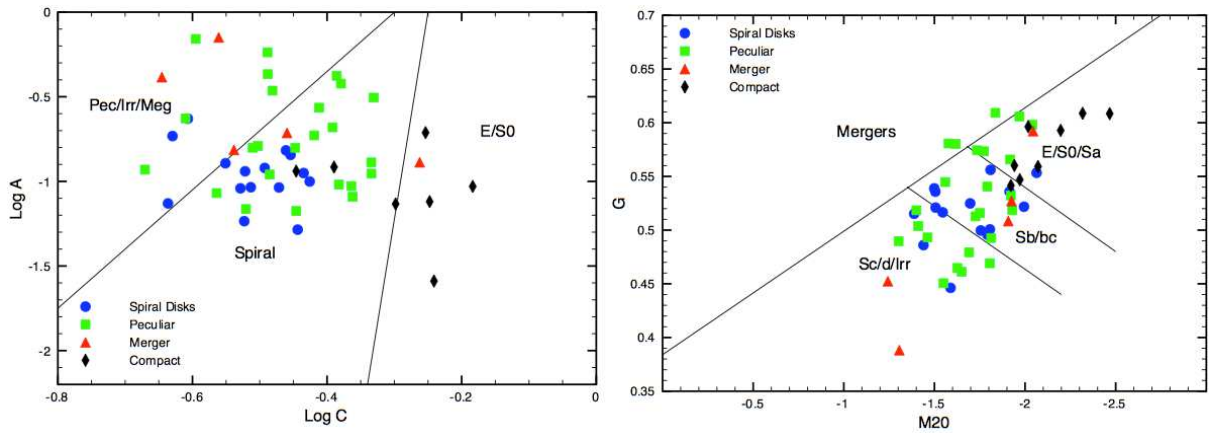 0
-0.5
-1
-1.5
-2
Log A
Pec/Irr/Meg
E/S0
Spiral
Spiral Disks
Peculiar
Merger
Compact
-0.8
-0.6
-0.4
-0.2
0
Log C
0.7
0.65
0.6
0.55
0.5
0.45
0.4
0.35
G
Spiral Disks
Peculiar
Merger
Compact
Mergers
E/S0/Sa
Sb/bc
Sc/d/Irr
-0.5
-1
-1.5
-2
-2.5
M20